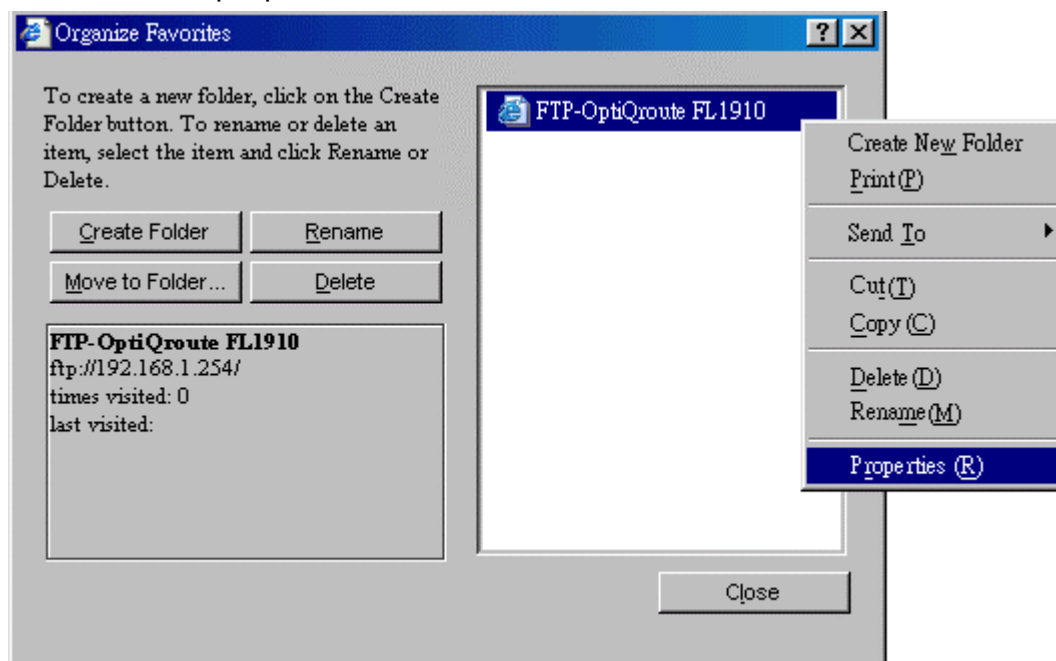 Organize Favorites
To create a new folder, click on the Create
Folder button. To rename or delete an
item, select the item and click Rename or
Delete.
Create Folder
Rename
Move to Folder...
Delete
FTP-OptiQroute FL1910
ftp://192.168.1.254/
times visited: 0
last visited:
FTP-OptiQroute FL1910
Create New Folder
Print(P)
Send To
Cut(T)
Copy (C)
Delete (D)
Rename(M)
Properties (R)
Close